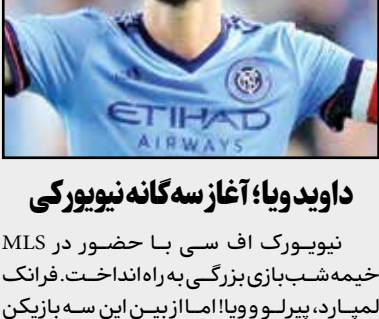 ETIHAD
AIRWAYS
داوید ویا؛ آغاز سه‌گانه نیویورکی
نیویورک اف سی با حضور در MLS
خیمه‌شب‌بازی بزرگی به راه انداخت. فرانک
لمپارد، پیرلو و ویا! اما از بین این سه بازیکن